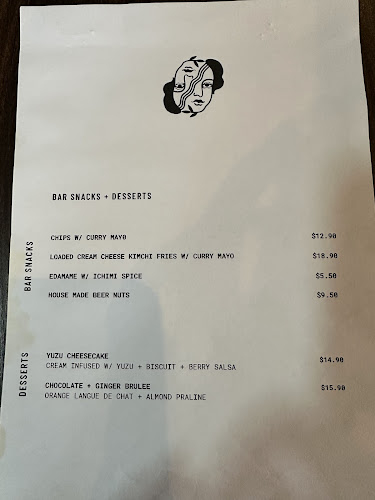 BAR SNACKS + DESSERTS
BAR SNACKS
CHIPS W/ CURRY MAYO $12.90
LOADED CREAM CHEESE KIMCHI FRIES W/ CURRY MAYO $18.90
EDAMAME W/ ICHIMI SPICE $5.50
HOUSE MADE BEER NUTS $9.50
DESSERTS
YUZU CHEESECAKE $14.90
CREAM INFUSED W/ YUZU + BISCUIT + BERRY SALSA
CHOCOLATE + GINGER BRULEE $15.90
ORANGE LANGUE DE CHAT + ALMOND PRALINE